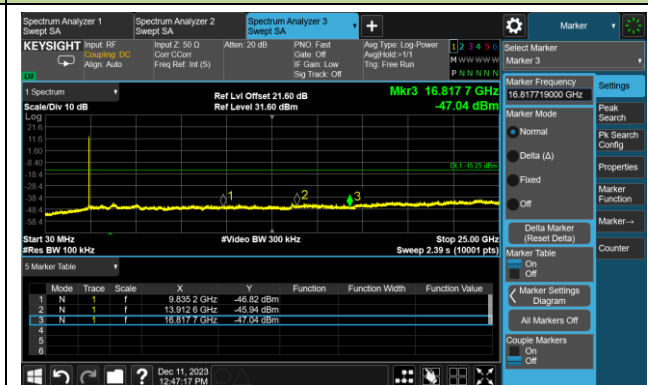 Spectrum Analyzer 1
Swept SA
Spectrum Analyzer 2
Swept SA
Spectrum Analyzer 3
Swept SA
+
Marker
KEYSIGHT
Input: RF
Coupling: DC
Align: Auto
Input Z: 50 Ω
Corr CCorr
Freq Ref: Int (S)
Atten: 20 dB
PNO: Fast
Gate: Off
IF Gain: Low
Sig Track: Off
Avg Type: Log-Power
Avg|Hold:>1/1
Trig: Free Run
1 2 3 4 5 6
M W W W W W
P N N N N N
Select Marker
Marker 3
1 Spectrum
Scale/Div 10 dB
Log
Ref Lvl Offset 21.60 dB
Ref Level 31.60 dBm
Mkr3 16.817 7 GHz
-47.04 dBm
21.6
11.6
1.60
-8.40
-18.4
-28.4
-38.4
-48.4
-58.4
DL1 -15.25 dBm
1
2
3
Start 30 MHz
#Res BW 100 kHz
#Video BW 300 kHz
Stop 25.00 GHz
Sweep 2.39 s (10001 pts)
5 Marker Table
Mode Trace Scale X Y Function Function Width Function Value
1 N 1 f 9.835 2 GHz -46.82 dBm
2 N 1 f 13.912 6 GHz -45.94 dBm
3 N 1 f 16.817 7 GHz -47.04 dBm
4
5
6
Dec 11, 2023
12:47:17 PM
Marker Frequency
16.817719000 GHz
Marker Mode
Normal
Delta (Δ)
Fixed
Off
Delta Marker
(Reset Delta)
Marker Table
On
Off
Marker Settings
Diagram
All Markers Off
Couple Markers
On
Off
Settings
Peak
Search
Pk Search
Config
Properties
Marker
Function
Marker→
Counter